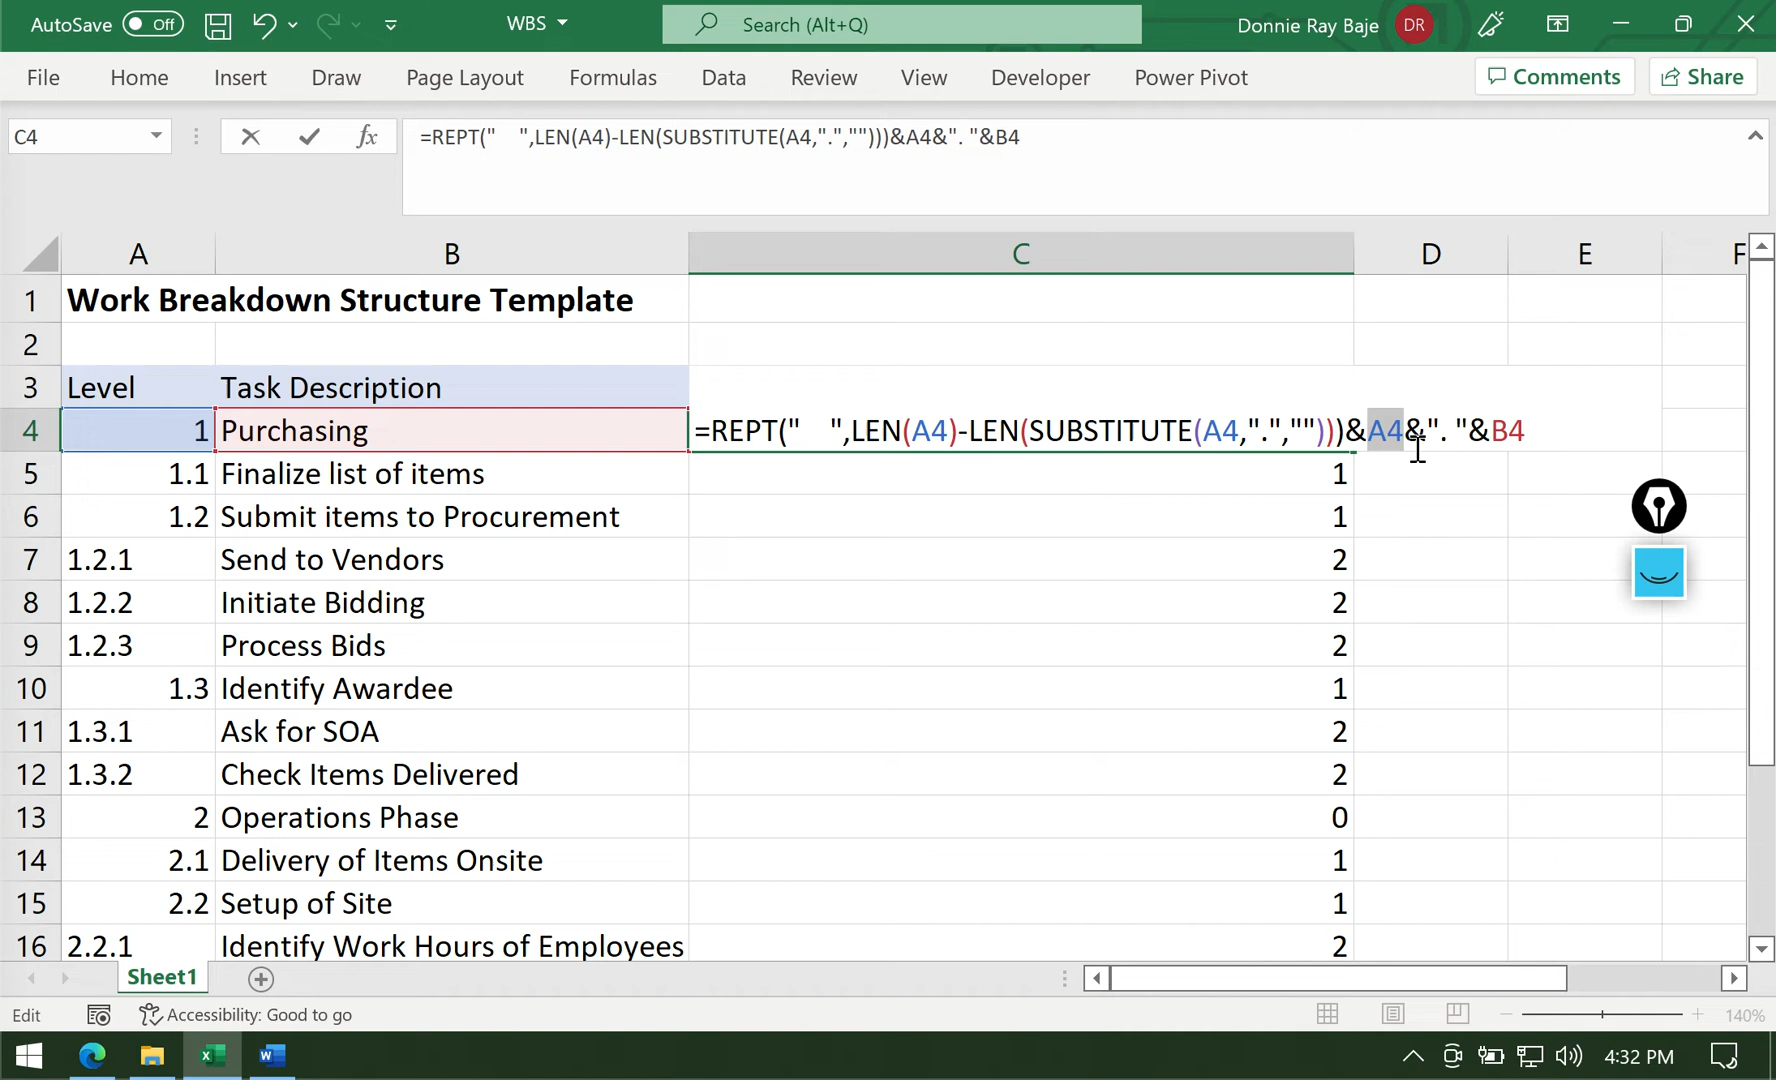 AutoSave Off WBS Search (Alt+Q) Donnie Ray Baje DR
File Home Insert Draw Page Layout Formulas Data Review View Developer Power Pivot Comments Share
C4 fx =REPT("    ",LEN(A4)-LEN(SUBSTITUTE(A4,".","")))&A4&". "&B4
A B C D E F
1 Work Breakdown Structure Template
2
3 Level Task Description
4 1 Purchasing =REPT("    ",LEN(A4)-LEN(SUBSTITUTE(A4,".","")))&A4&". "&B4
5 1.1 Finalize list of items 1
6 1.2 Submit items to Procurement 1
7 1.2.1 Send to Vendors 2
8 1.2.2 Initiate Bidding 2
9 1.2.3 Process Bids 2
10 1.3 Identify Awardee 1
11 1.3.1 Ask for SOA 2
12 1.3.2 Check Items Delivered 2
13 2 Operations Phase 0
14 2.1 Delivery of Items Onsite 1
15 2.2 Setup of Site 1
16 2.2.1 Identify Work Hours of Employees 2
Sheet1
Edit Accessibility: Good to go 140%
4:32 PM